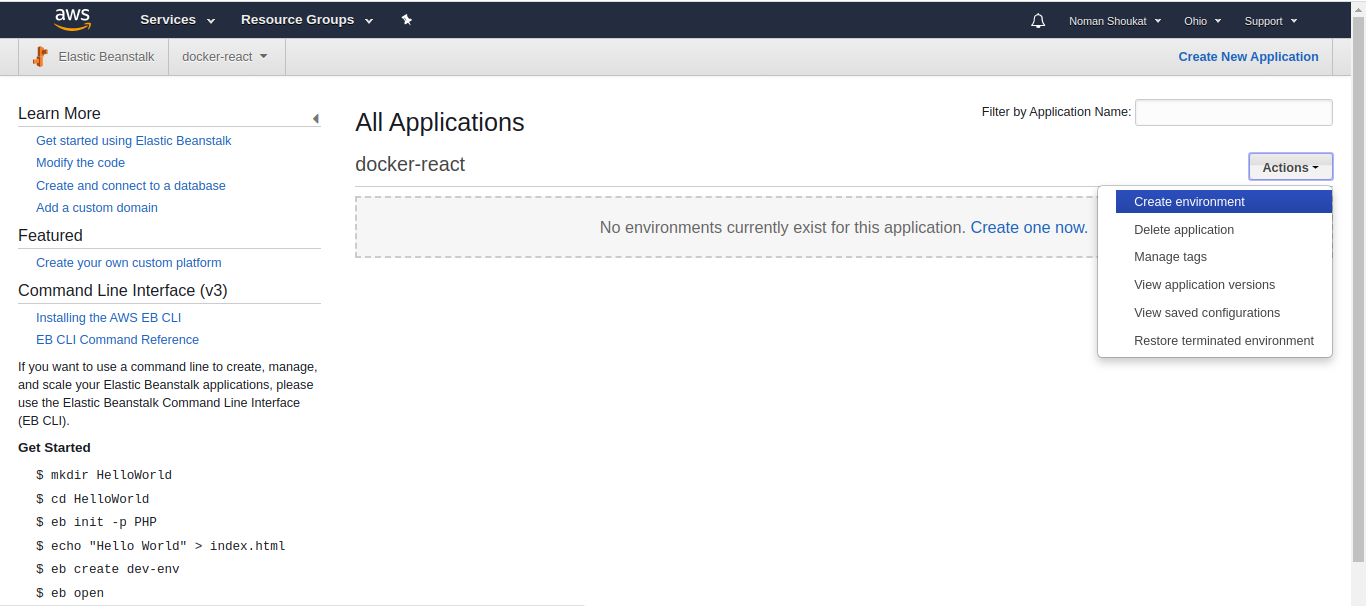 aws Services Resource Groups Noman Shoukat Ohio Support
Elastic Beanstalk docker-react Create New Application
Learn More
Get started using Elastic Beanstalk
Modify the code
Create and connect to a database
Add a custom domain
Featured
Create your own custom platform
Command Line Interface (v3)
Installing the AWS EB CLI
EB CLI Command Reference
If you want to use a command line to create, manage,
and scale your Elastic Beanstalk applications, please
use the Elastic Beanstalk Command Line Interface
(EB CLI).
Get Started
$ mkdir HelloWorld
$ cd HelloWorld
$ eb init -p PHP
$ echo "Hello World" > index.html
$ eb create dev-env
$ eb open
All Applications
Filter by Application Name:
docker-react
Actions
No environments currently exist for this application. Create one now.
Create environment
Delete application
Manage tags
View application versions
View saved configurations
Restore terminated environment